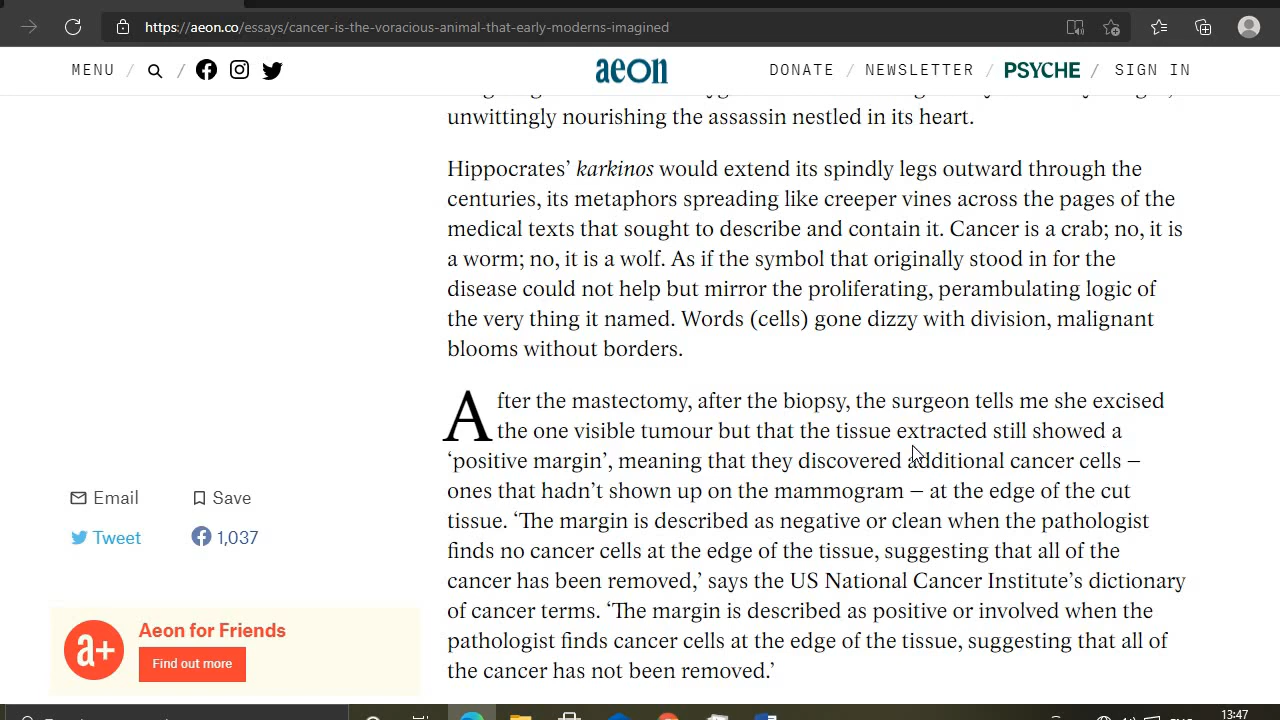 https://aeon.co/essays/cancer-is-the-voracious-animal-that-early-moderns-imagined
MENU / / aeon DONATE / NEWSLETTER / PSYCHE / SIGN IN
unwittingly nourishing the assassin nestled in its heart.
Hippocrates’ karkinos would extend its spindly legs outward through the
centuries, its metaphors spreading like creeper vines across the pages of the
medical texts that sought to describe and contain it. Cancer is a crab; no, it is
a worm; no, it is a wolf. As if the symbol that originally stood in for the
disease could not help but mirror the proliferating, perambulating logic of
the very thing it named. Words (cells) gone dizzy with division, malignant
blooms without borders.
After the mastectomy, after the biopsy, the surgeon tells me she excised
the one visible tumour but that the tissue extracted still showed a
‘positive margin’, meaning that they discovered additional cancer cells –
ones that hadn’t shown up on the mammogram – at the edge of the cut
tissue. ‘The margin is described as negative or clean when the pathologist
finds no cancer cells at the edge of the tissue, suggesting that all of the
cancer has been removed,’ says the US National Cancer Institute’s dictionary
of cancer terms. ‘The margin is described as positive or involved when the
pathologist finds cancer cells at the edge of the tissue, suggesting that all of
the cancer has not been removed.’
Email Save
Tweet 1,037
a+ Aeon for Friends
Find out more
13:47